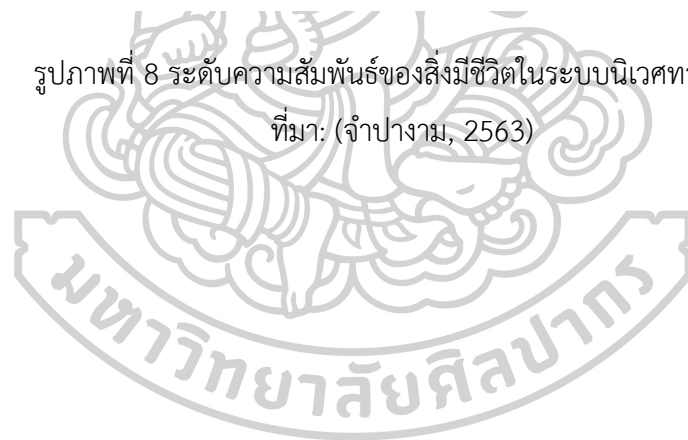 รูปภาพที่ 8 ระดับความสัมพันธ์ของสิ่งมีชีวิตในระบบนิเวศท
ที่มา: (จำปางาม, 2563)
มหาวิทยาลัยศิลปากร